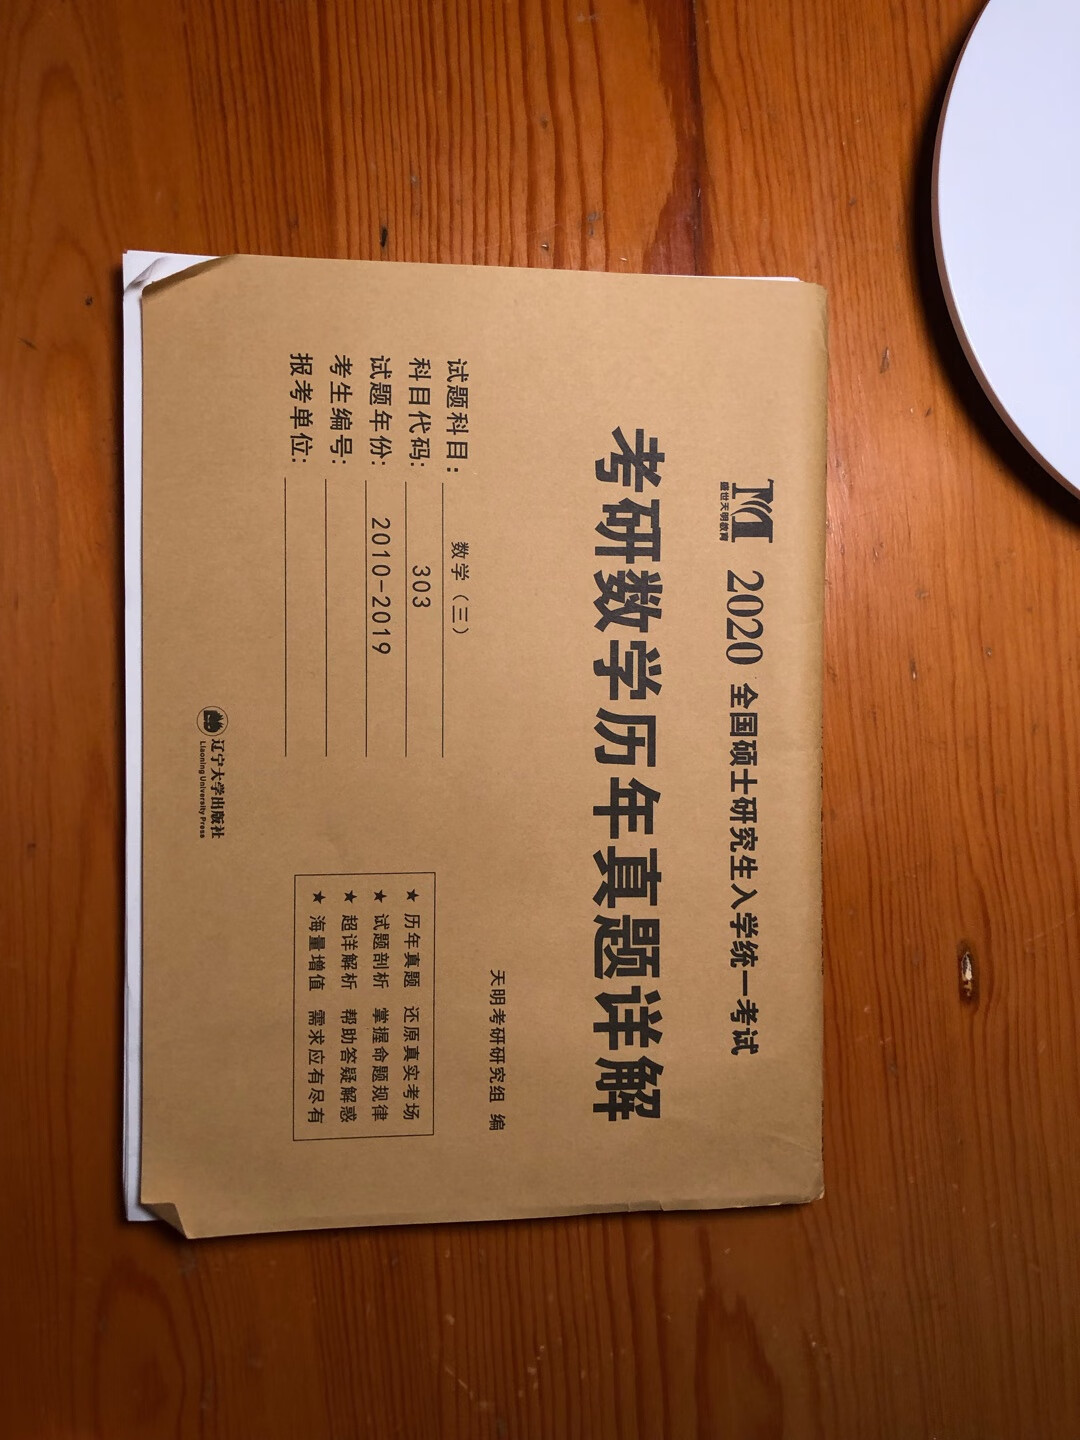 盛世天明教育
2020 全国硕士研究生入学统一考试
考研数学历年真题详解
天明考研研究组 编
试题科目: 数学（三）
科目代码: 303
试题年份: 2010-2019
考生编号:
报考单位:
★ 历年真题 还原真实考场
★ 试题剖析 掌握命题规律
★ 超详解析 帮助答疑解惑
★ 海量增值 需求应有尽有
辽宁大学出版社
Liaoning University Press